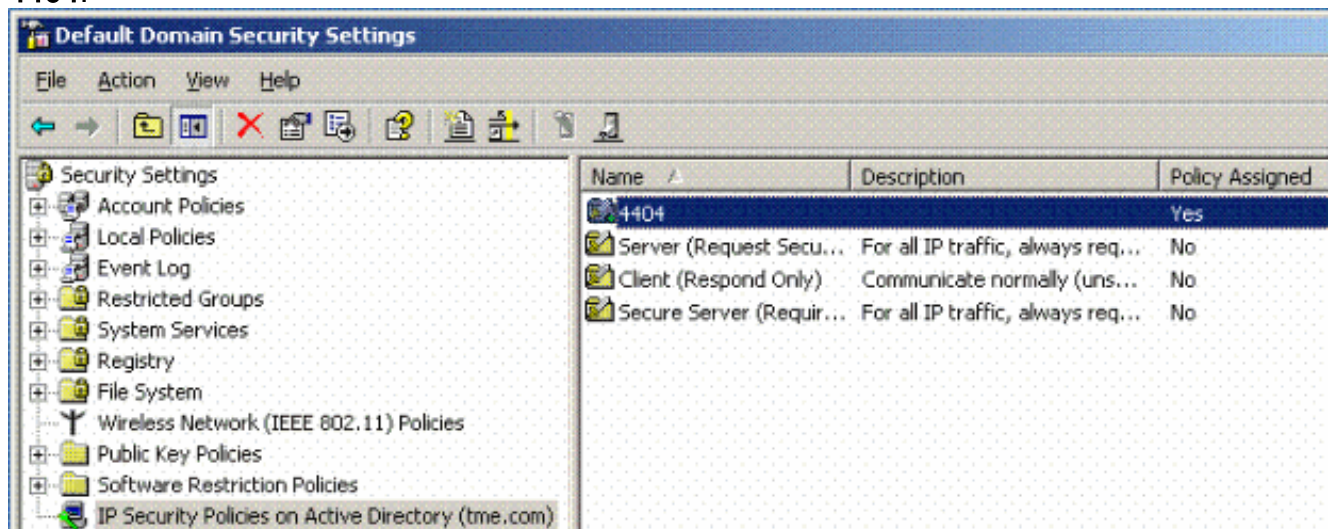 Default Domain Security Settings
File Action View Help
Security Settings
Account Policies
Local Policies
Event Log
Restricted Groups
System Services
Registry
File System
Wireless Network (IEEE 802.11) Policies
Public Key Policies
Software Restriction Policies
IP Security Policies on Active Directory (tme.com)
Name Description Policy Assigned
4404 Yes
Server (Request Secu... For all IP traffic, always req... No
Client (Respond Only) Communicate normally (uns... No
Secure Server (Requir... For all IP traffic, always req... No